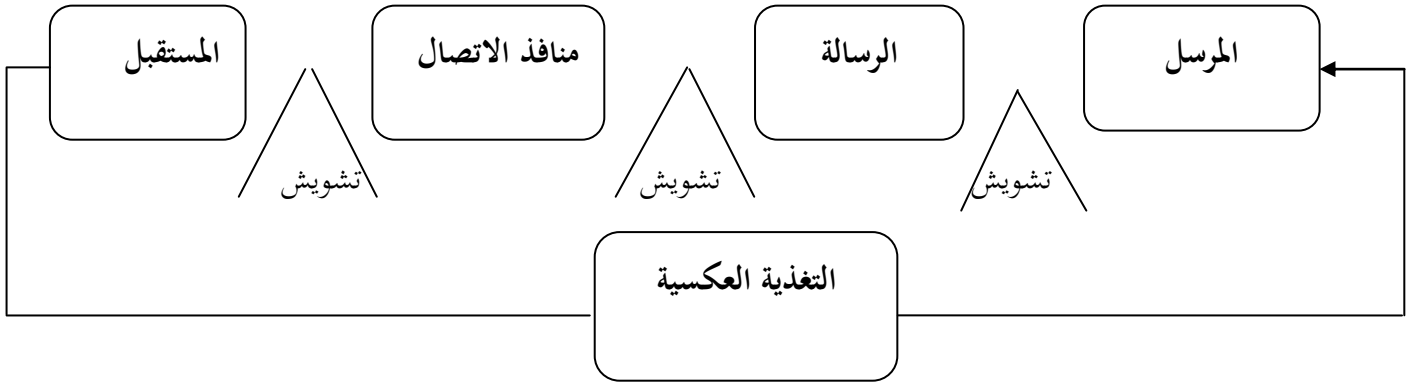 المرسل
الرسالة
منافذ الاتصال
المستقبل
تشويش
تشويش
تشويش
التغذية العكسية